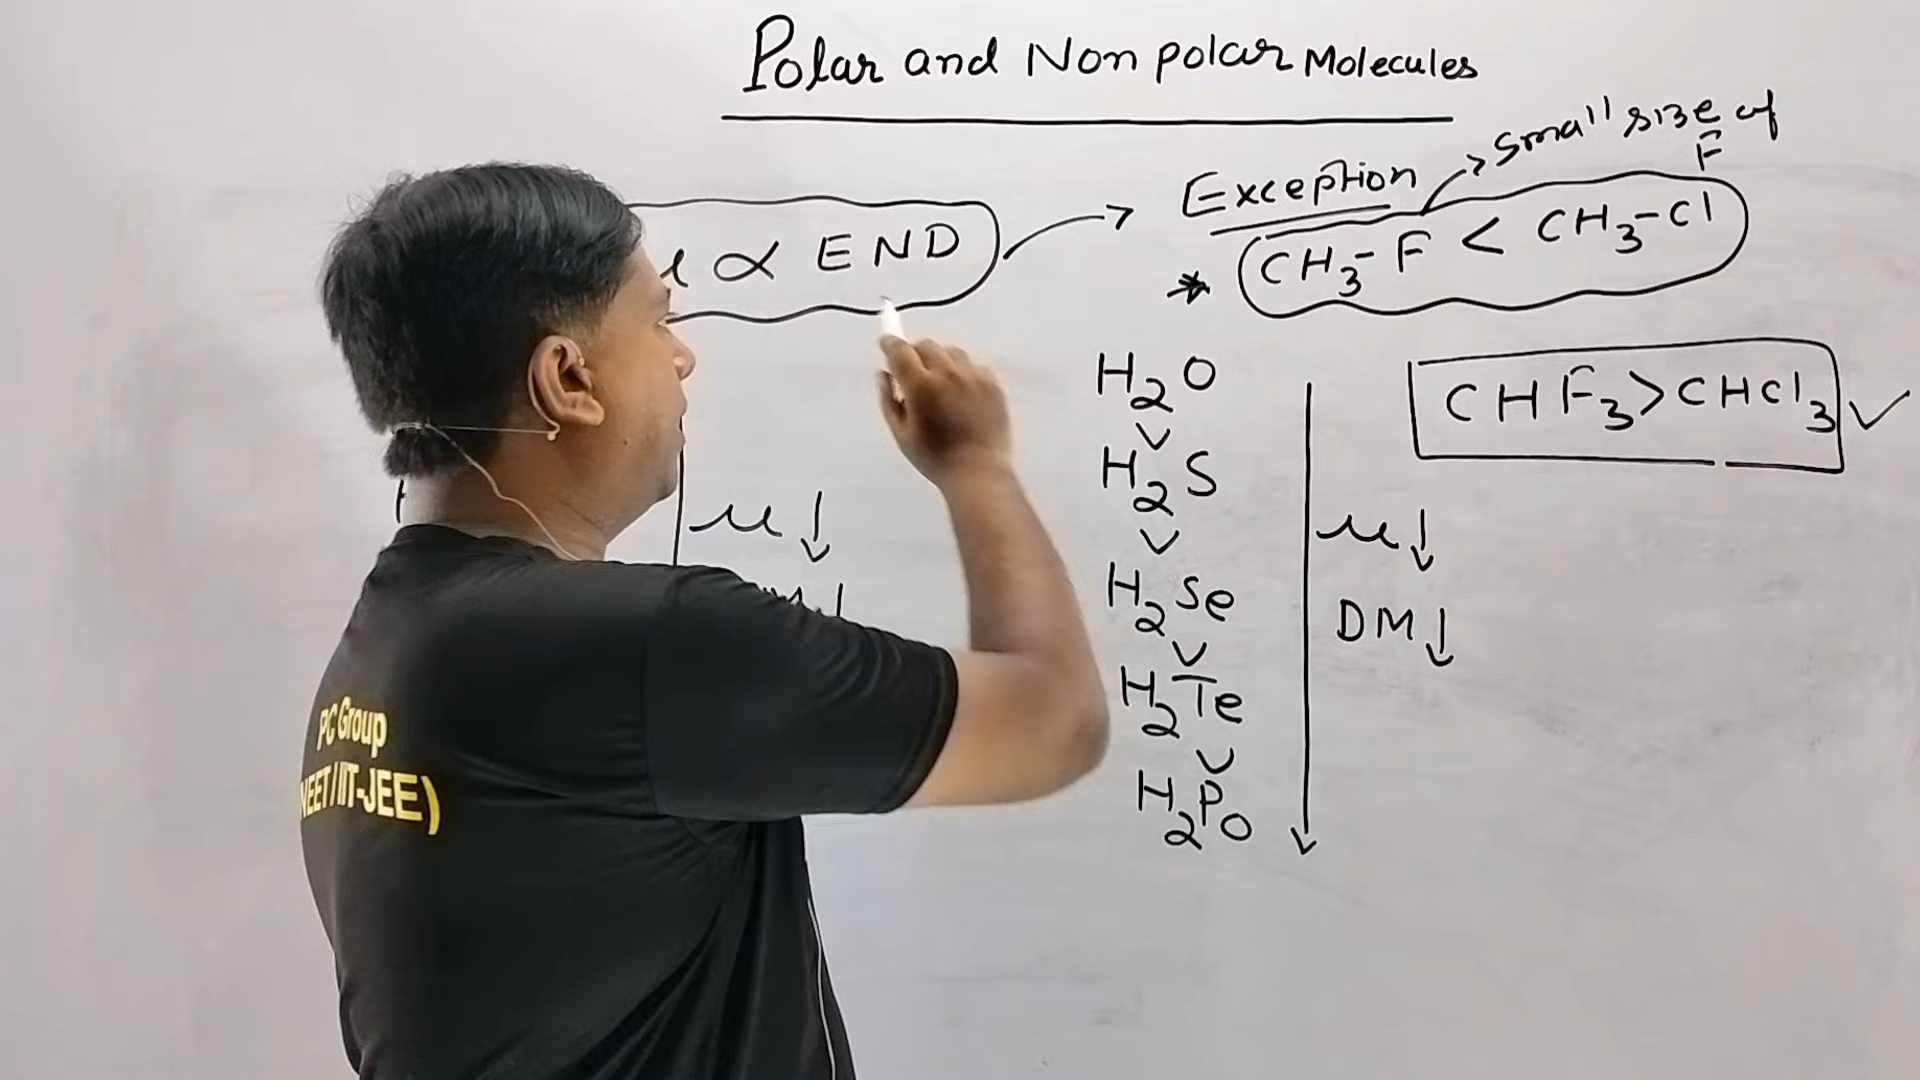 Polar and Non polar Molecules
Exception → small size of F
μ ∝ END →
* CH3-F < CH3-Cl
CHF3 > CHCl3 ✓
H2O
∨
H2S
∨
H2Se
∨
H2Te
∨
H2Po
μ ↓
μ ↓
DM ↓
PC Group
NEET / IIT-JEE)